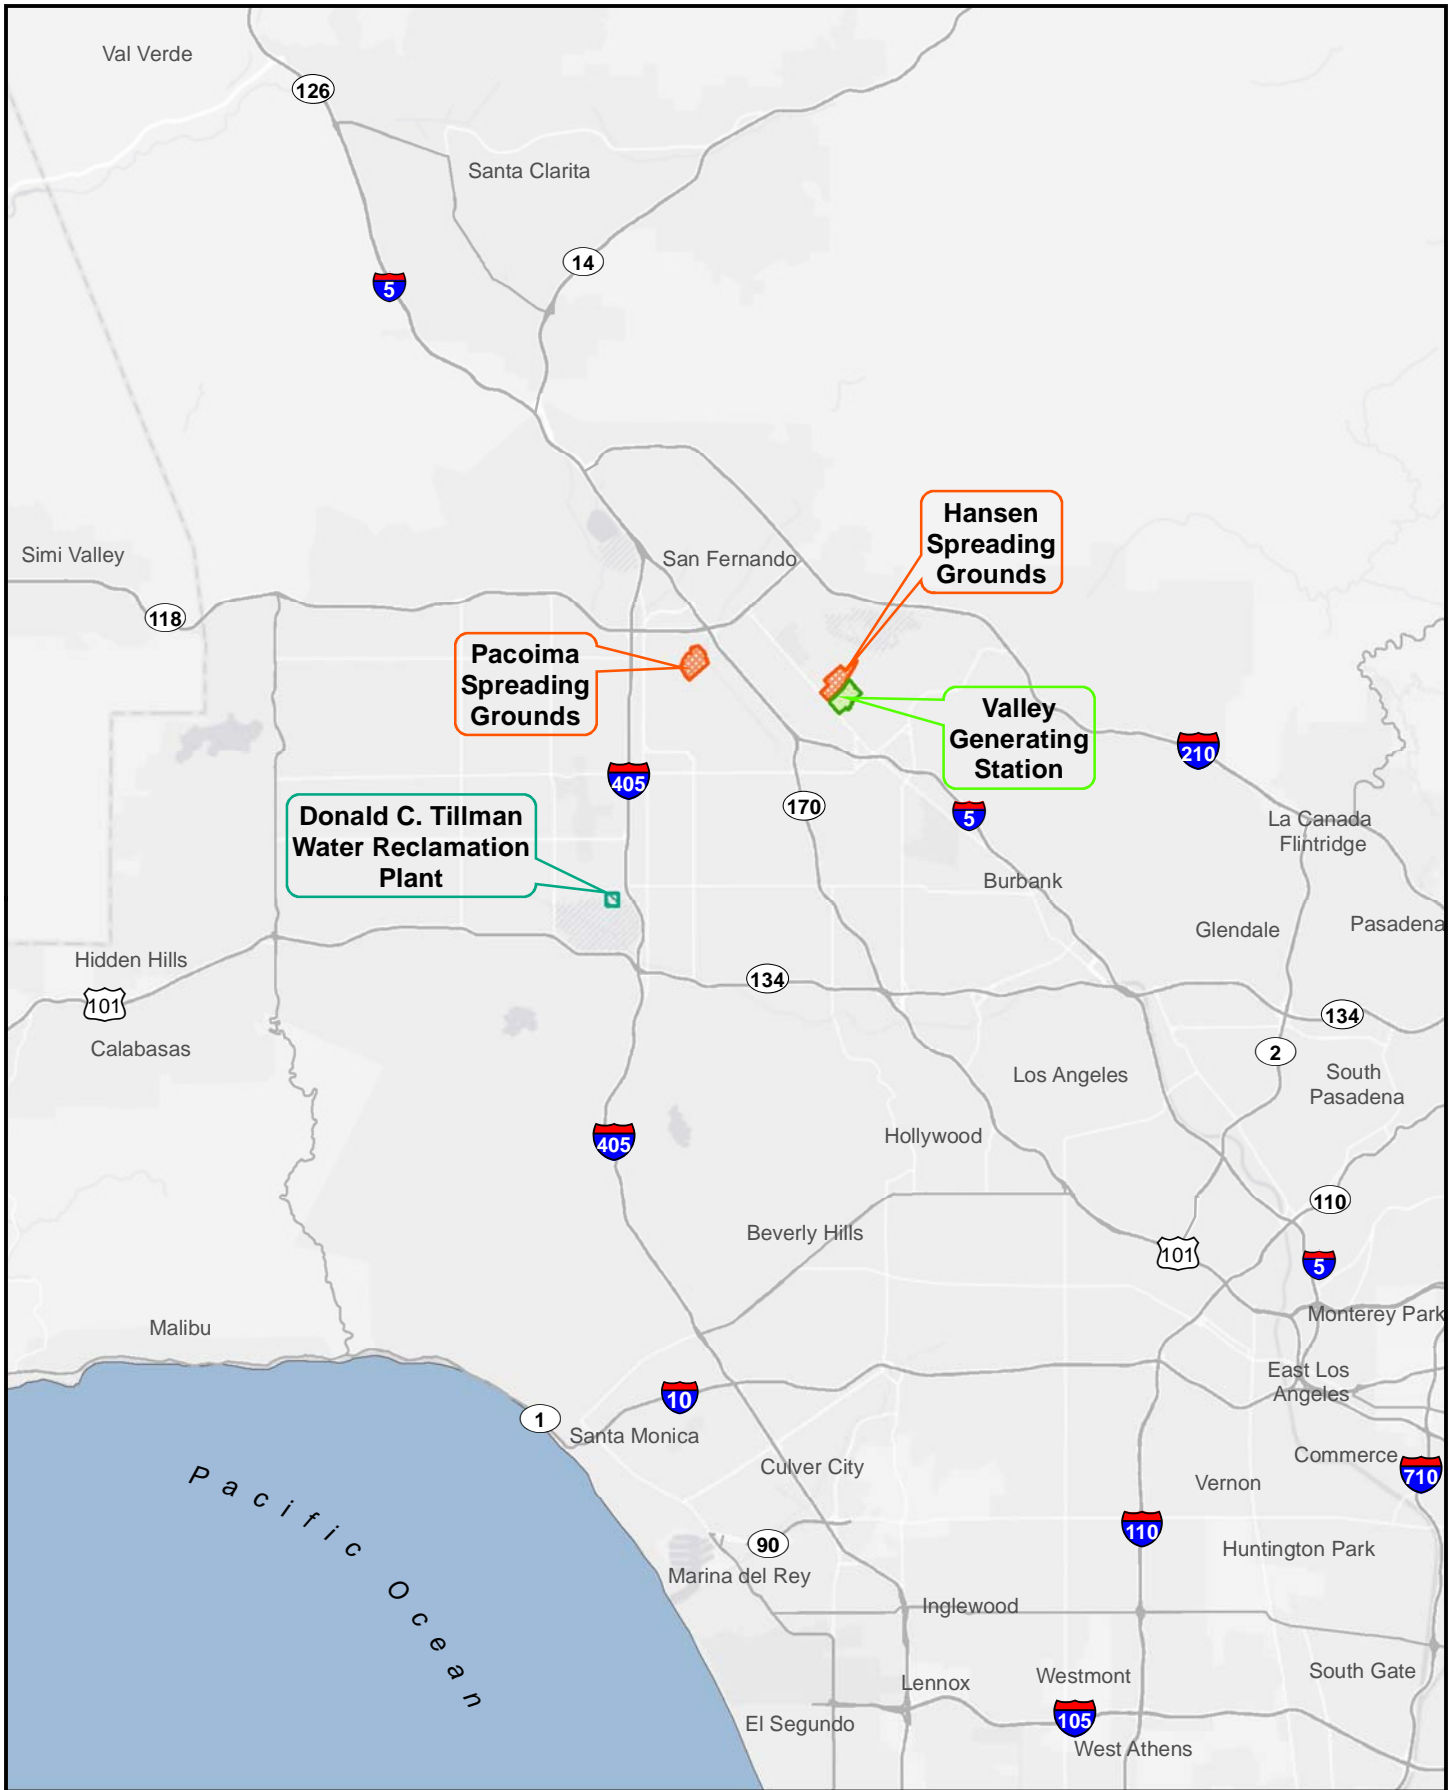 Val Verde
126
Santa Clarita
14
5
Hansen
Spreading
Grounds
Simi Valley
San Fernando
118
Pacoima
Spreading
Grounds
Valley
Generating
Station
210
405
170
5
Donald C. Tillman
Water Reclamation
Plant
La Canada
Flintridge
Burbank
Glendale
Pasadena
Hidden Hills
134
101
134
Calabasas
2
Los Angeles
South
Pasadena
405
Hollywood
110
Beverly Hills
101
5
Monterey Park
Malibu
East Los
Angeles
10
1
Santa Monica
Culver City
Commerce
710
Vernon
Pacific Ocean
110
90
Huntington Park
Marina del Rey
Inglewood
Westmont
South Gate
Lennox
105
El Segundo
West Athens